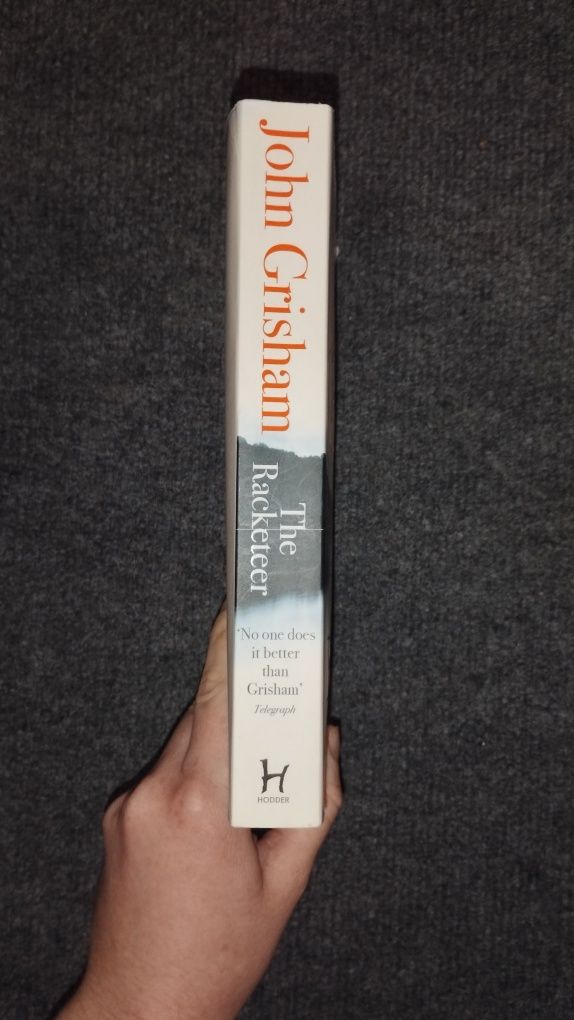 John Grisham
The
Racketeer
'No one does
it better
than
Grisham'
Telegraph
H
HODDER